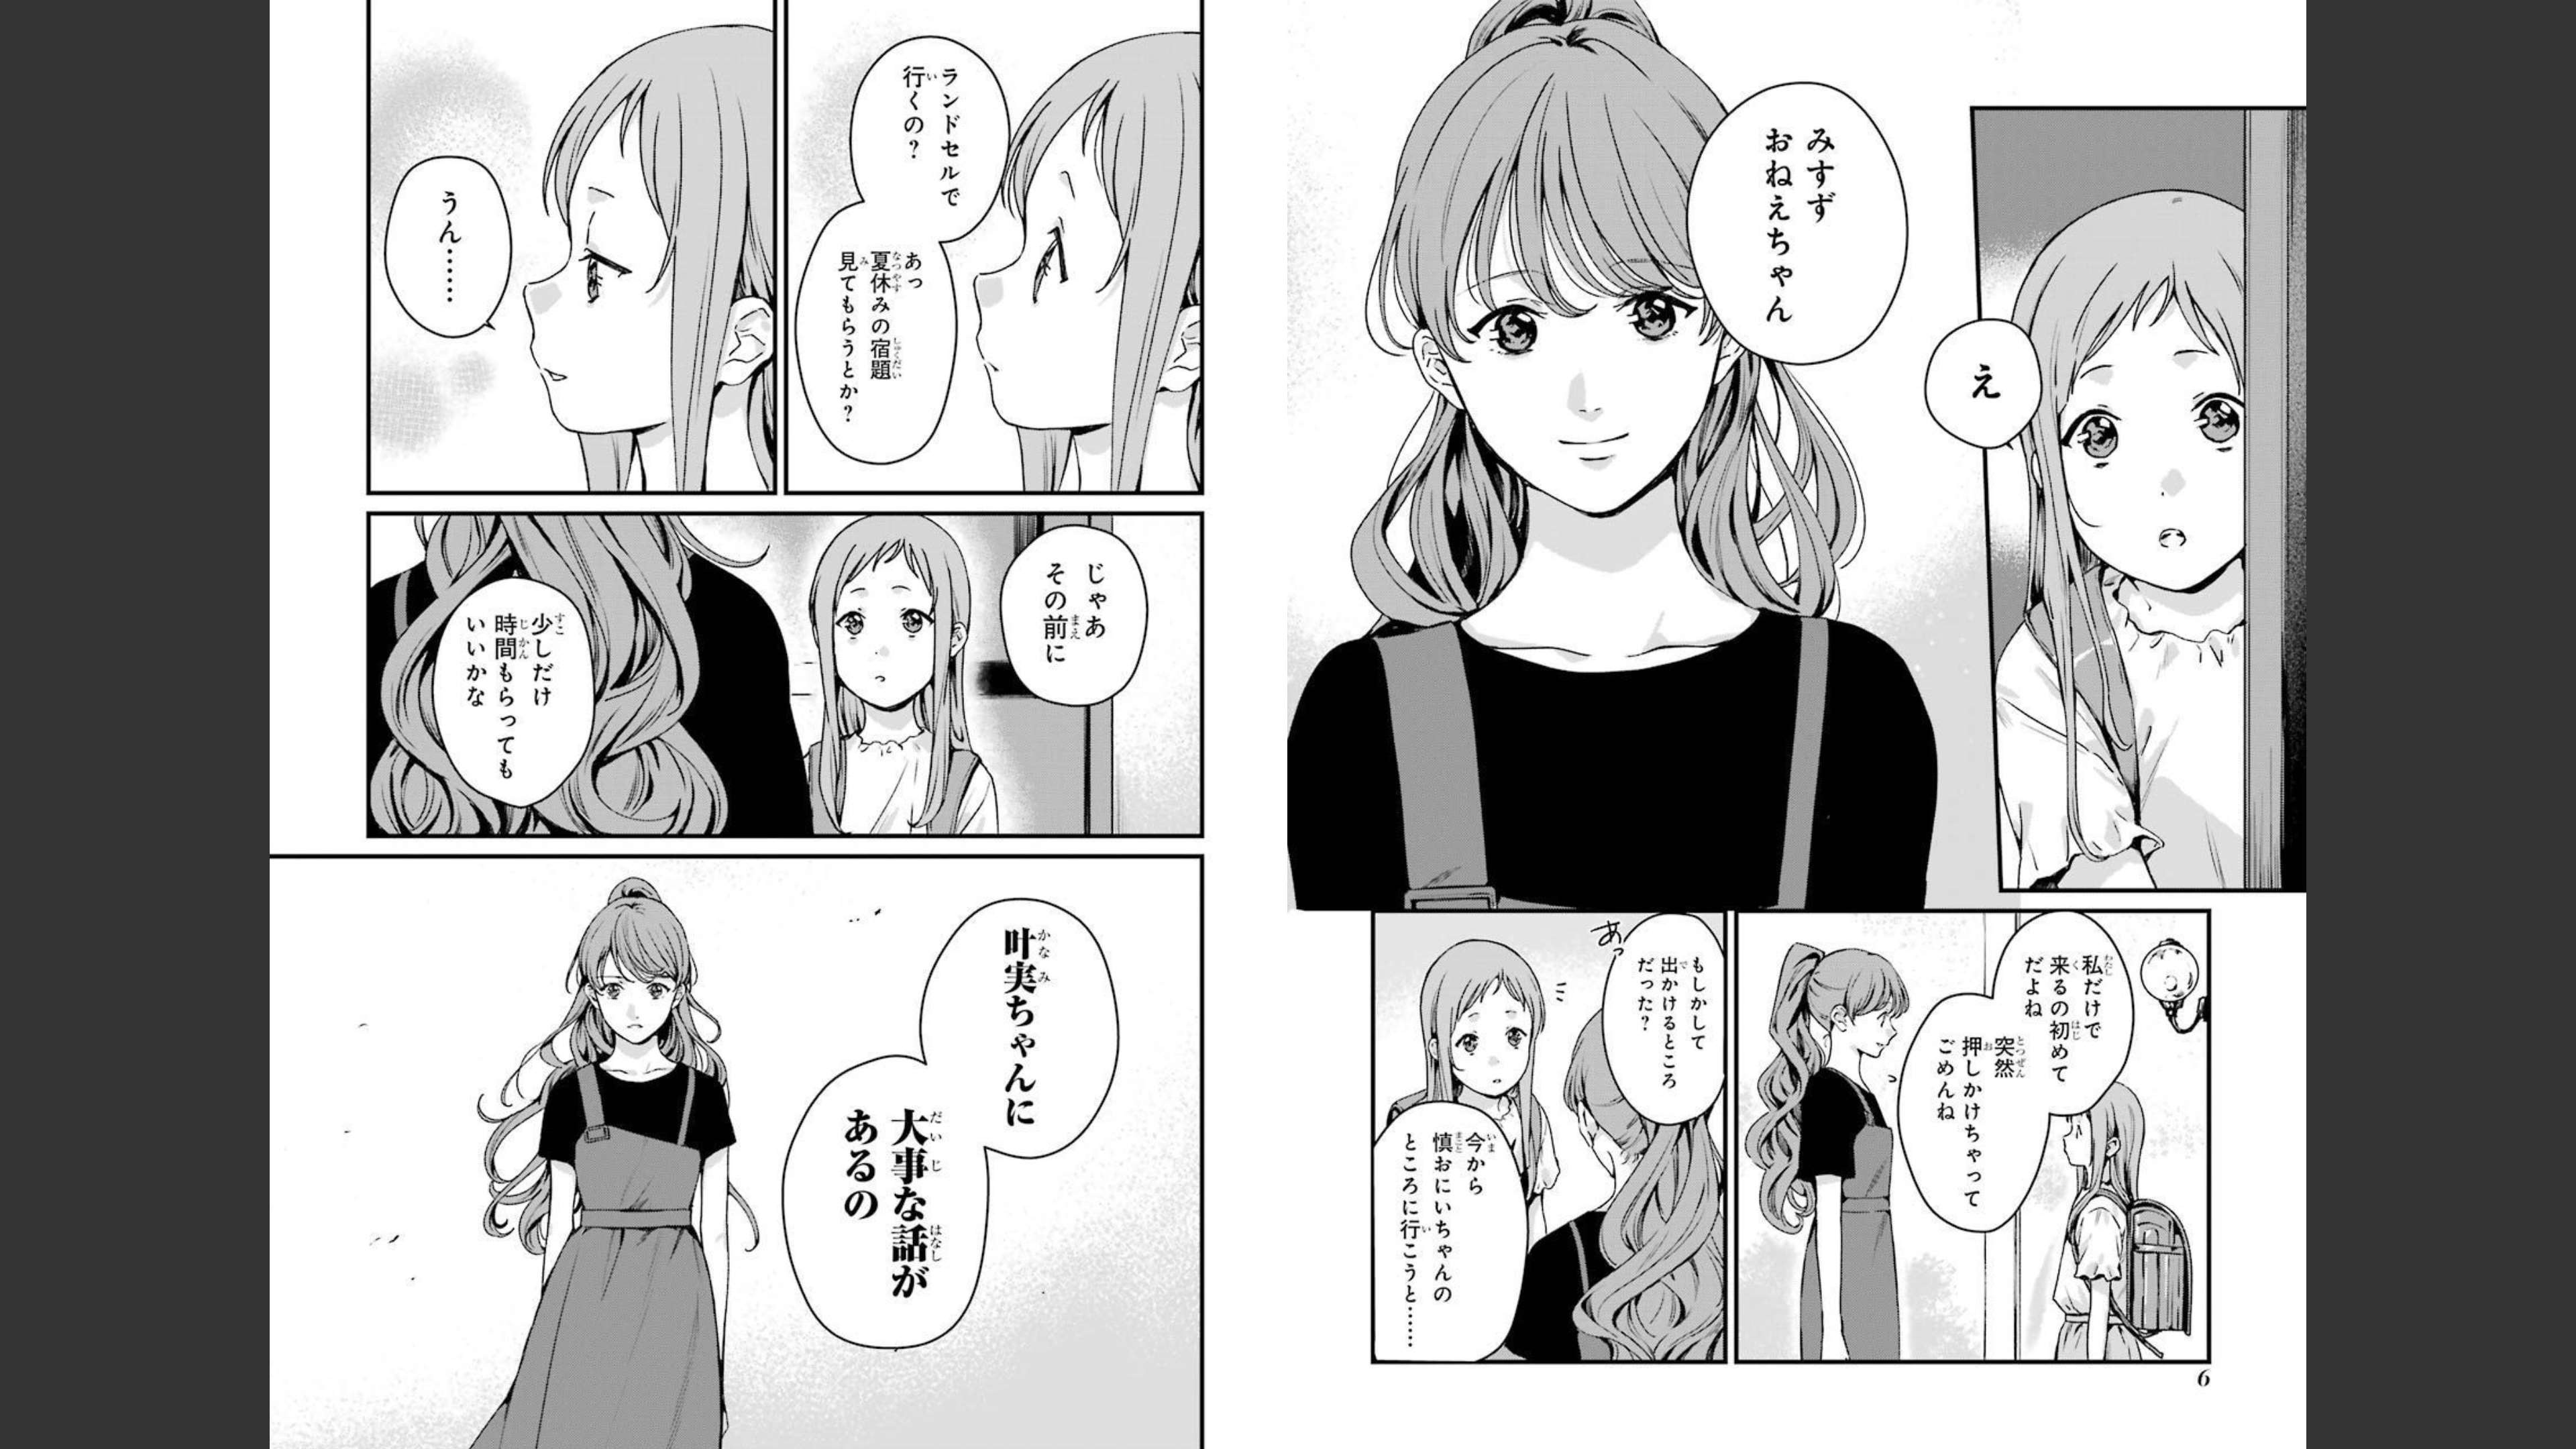 え
みすず
おねえちゃん
私だけで
来るの初めて
だよね
突然
押しかけちゃって
ごめんね
あっ
もしかして
出かけるところ
だった?
今から
慎おにいちゃんの
ところに行こうと……
6
ランドセルで
行くの?
あっ
夏休みの宿題
見てもらうとか?
うん……
じゃあ
その前に
少しだけ
時間もらっても
いいかな
叶実ちゃんに
大事な話が
あるの